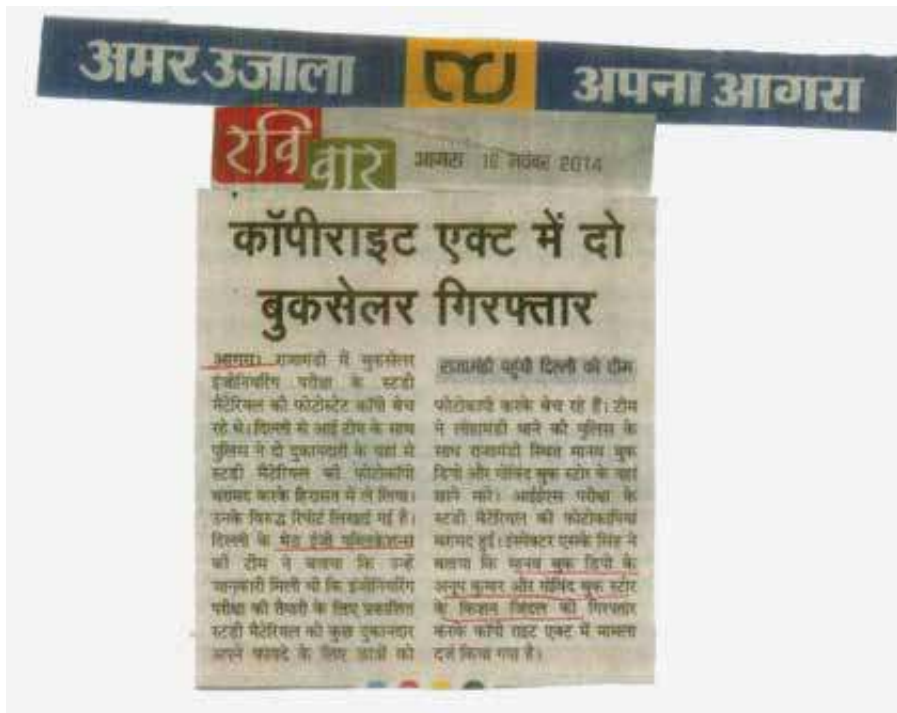 अमर उजाला अपना आगरा
रविवार आगरा 16 नवंबर 2014
कॉपीराइट एक्ट में दो
बुकसेलर गिरफ्तार
आगरा। राजामंडी में बुकसेलर
इंजीनियरिंग परीक्षा के स्टडी
मैटेरियल की फोटोस्टेट कॉपी बेच
रहे थे। दिल्ली से आई टीम के साथ
पुलिस ने दो दुकानदारों के यहां से
स्टडी मैटेरियल की फोटोकॉपी
बरामद करके हिरासत में ले लिया।
उनके विरुद्ध रिपोर्ट लिखाई गई है।
दिल्ली के मेड ईजी पब्लिकेशन्स
की टीम ने बताया कि उन्हें
जानकारी मिली थी कि इंजीनियरिंग
परीक्षा की तैयारी के लिए प्रकाशित
स्टडी मैटेरियल को कुछ दुकानदार
अपने फायदे के लिए छात्रों को
राजामंडी पहुंची दिल्ली की टीम
फोटोकापी करके बेच रहे हैं। टीम
ने लोहामंडी थाने की पुलिस के
साथ राजामंडी स्थित मानव बुक
डिपो और गोविंद बुक स्टोर के यहां
छापे मारे। आईईएस परीक्षा के
स्टडी मैटेरियल की फोटोकापियां
बरामद हुईं। इंस्पेक्टर एसके सिंह ने
बताया कि मानव बुक डिपो के
अनूप कुमार और गोविंद बुक स्टोर
के किशन जिंदल को गिरफ्तार
करके कॉपी राइट एक्ट में मामला
दर्ज किया गया है।